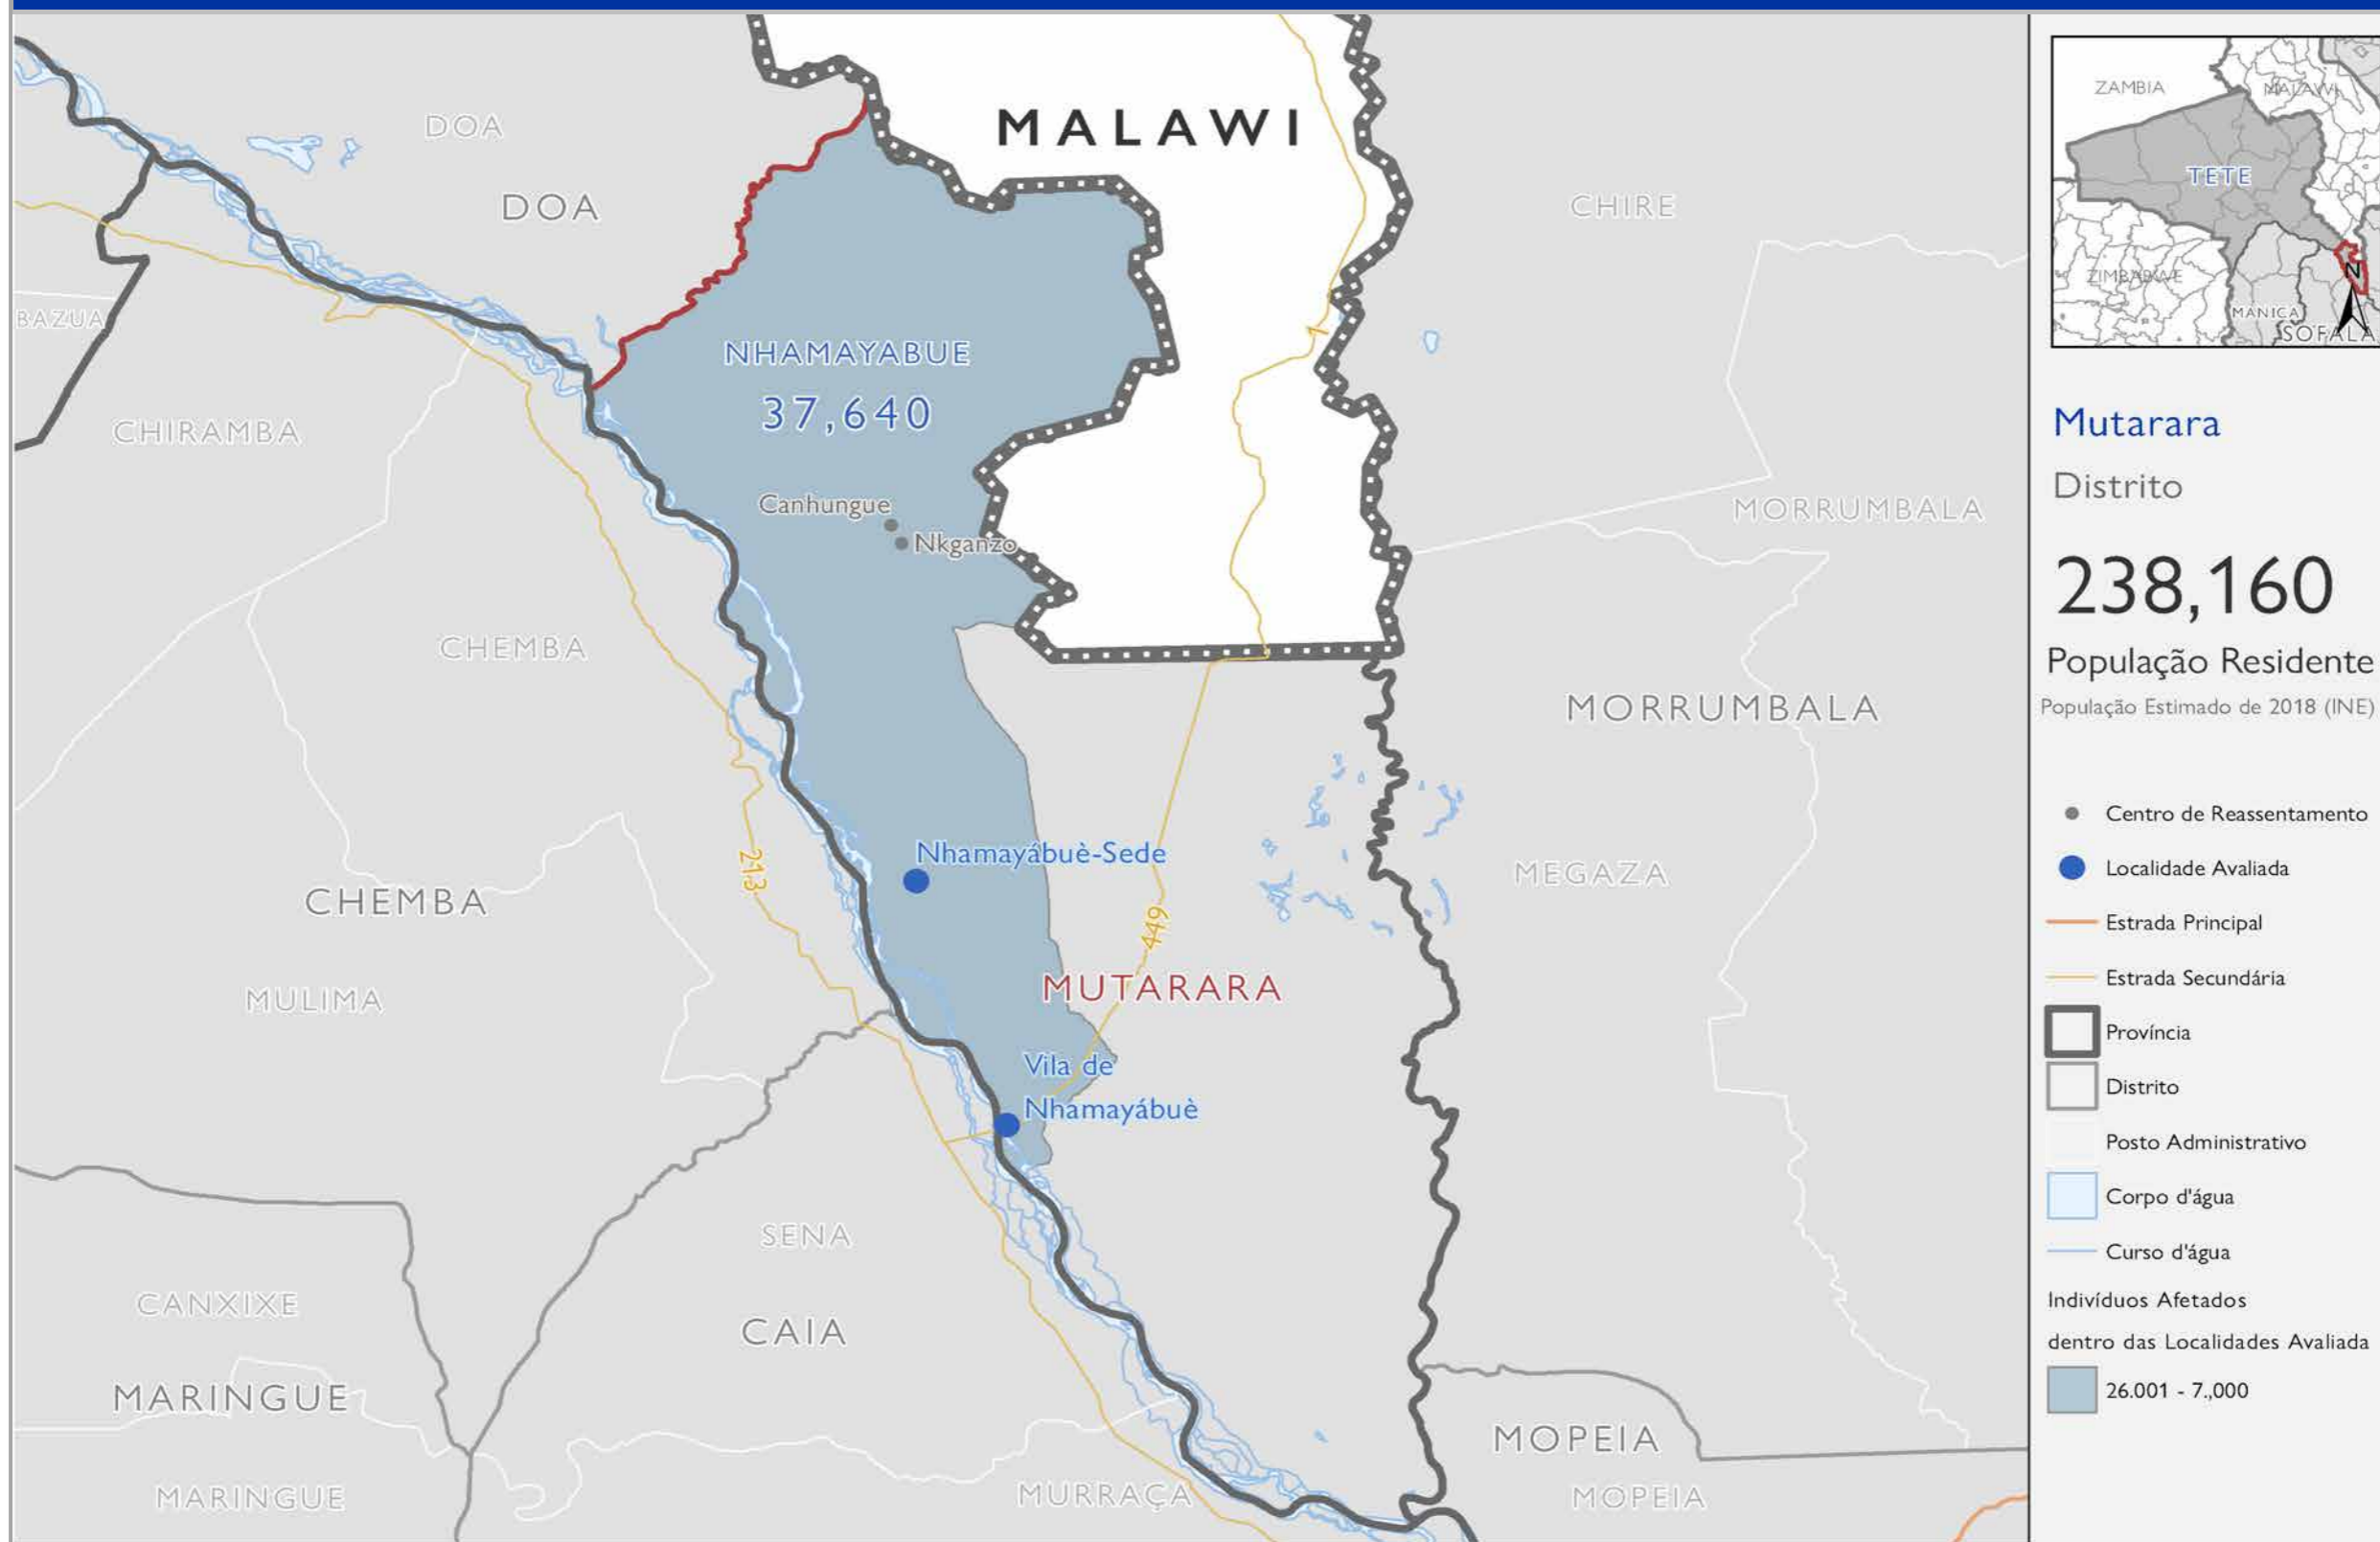 MALAWI
DOA
DOA
CHIRE
BAZUA
NHAMAYABUE
37,640
1
CHIRAMBA
Canhungue
Nkganzo
MORRUMBALA
CHEMBA
MORRUMBALA
Nhamayábuè-Sede
213
CHEMBA
449
MEGAZA
MULIMA
MUTARARA
Vila de
Nhamayábuè
SENA
CANXIXE
CAIA
MARINGUE
MOPEIA
MARINGUE
MURRAÇA
MOPEIA
ZAMBIA
MALAWI
TETE
ZIMBABWE
N
MANICA
SOFALA
Mutarara
Distrito
238,160
População Residente
População Estimado de 2018 (INE)
Centro de Reassentamento
Localidade Avaliada
Estrada Principal
Estrada Secundária
Província
Distrito
Posto Administrativo
Corpo d'água
Curso d'água
Indivíduos Afetados
dentro das Localidades Avaliada
26.001 - 7.,000